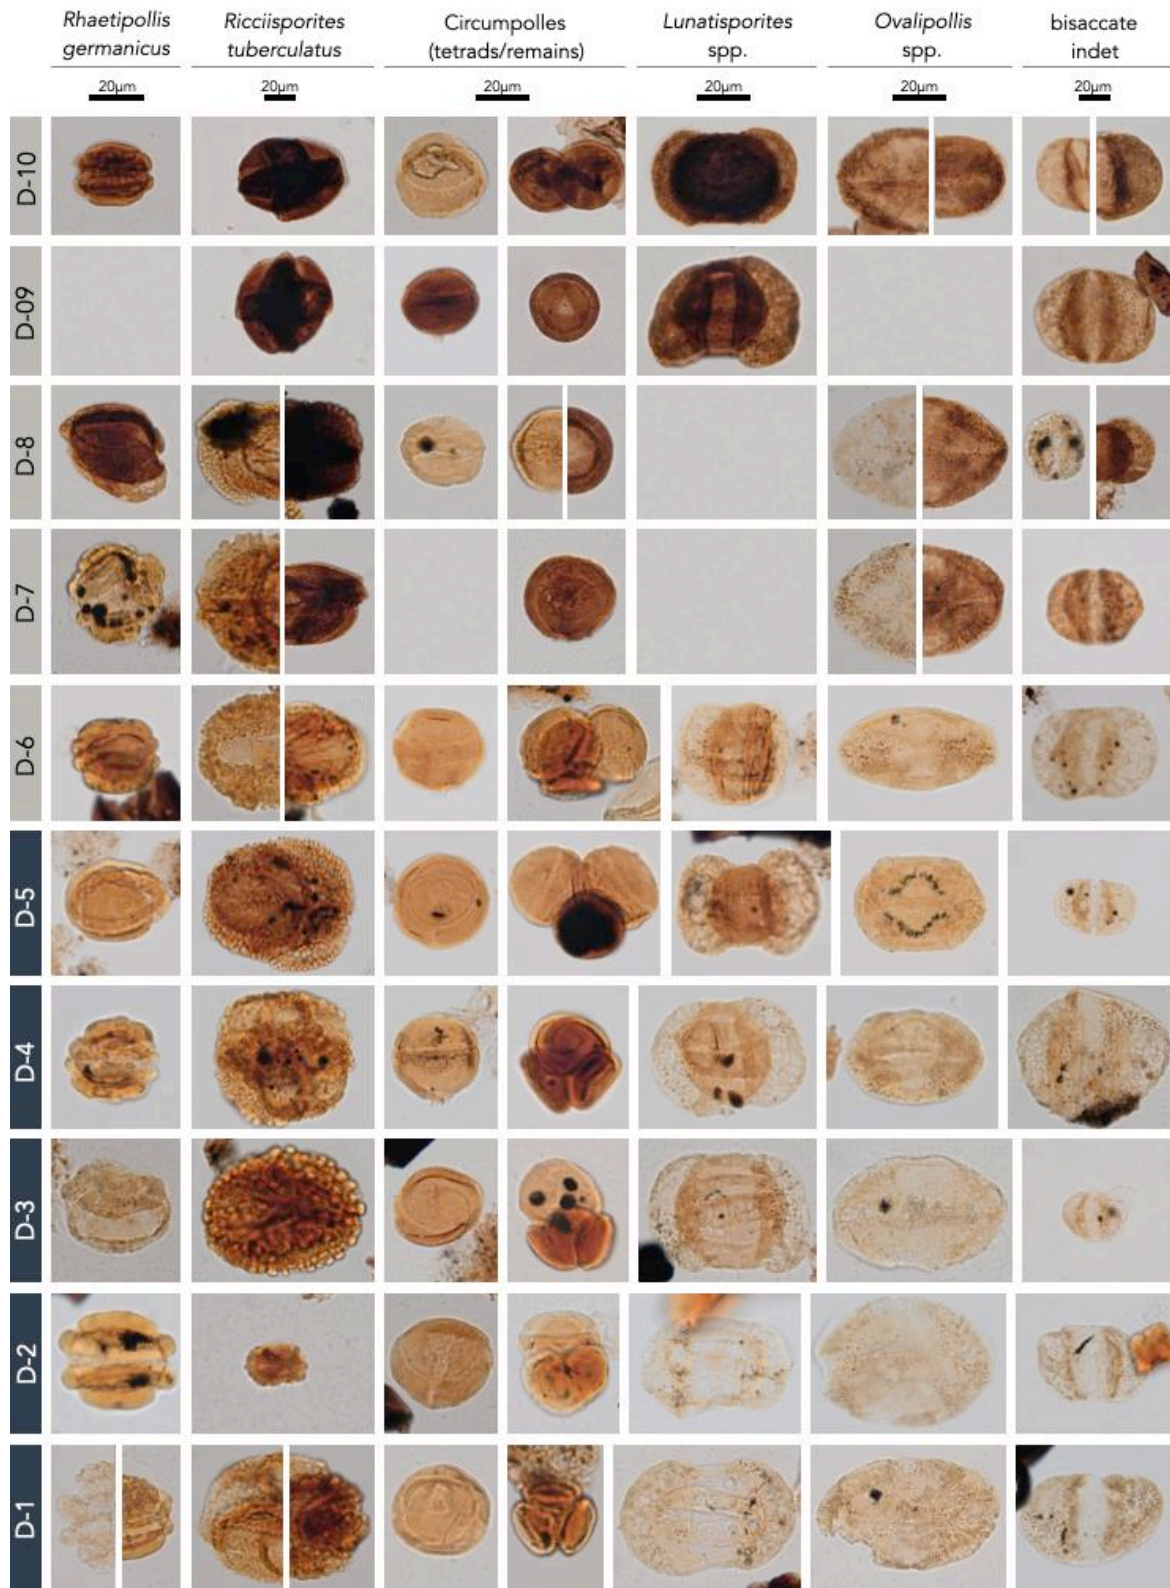 Rhaetipollis
germanicus
Ricciisporites
tuberculatus
Circumpolles
(tetrads/remains)
Lunatisporites
spp.
Ovalipollis
spp.
bisaccate
indet
20µm
20µm
20µm
20µm
20µm
20µm
D-10
D-09
D-8
D-7
D-6
D-5
D-4
D-3
D-2
D-1